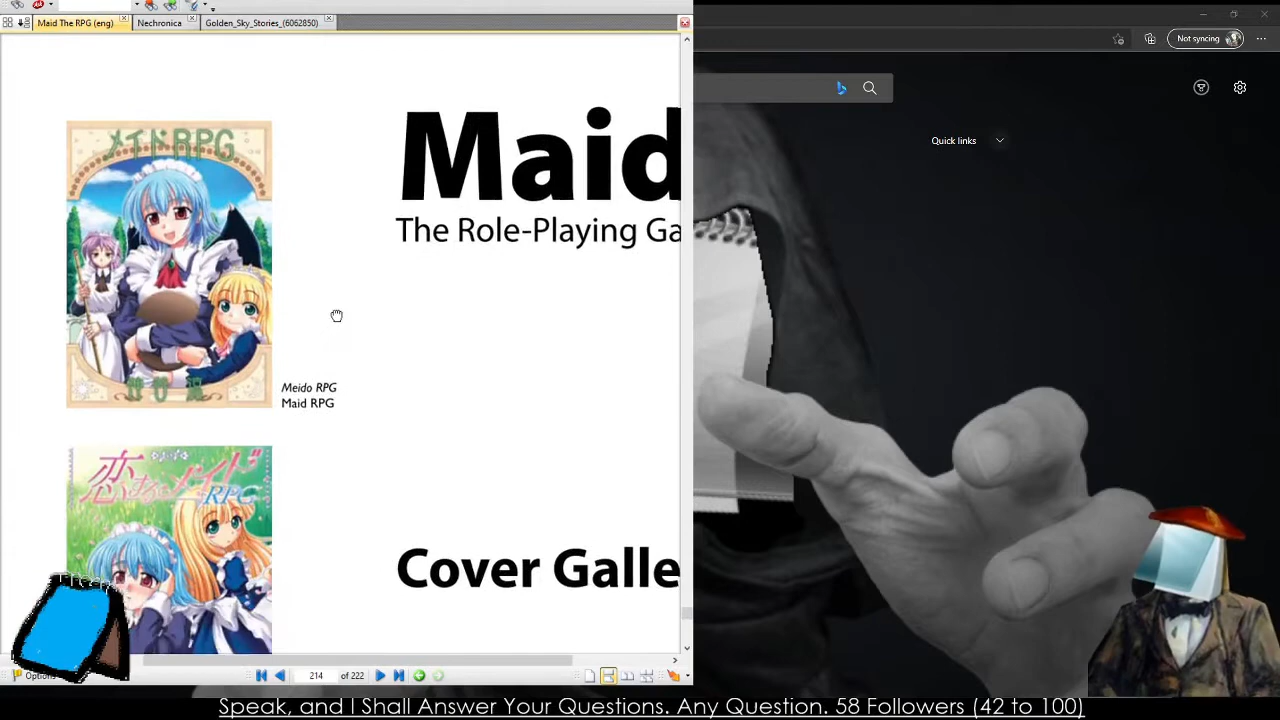 Maid The RPG (eng)
Nechronica
Golden_Sky_Stories_(6062850)
Not syncing
Quick links
メイドRPG
Maid
The Role-Playing Ga
Meido RPG
Maid RPG
恋するメイド
RPG
Cover Galle
Options
214
of 222
Speak, and I Shall Answer Your Questions. Any Question. 58 Followers (42 to 100)